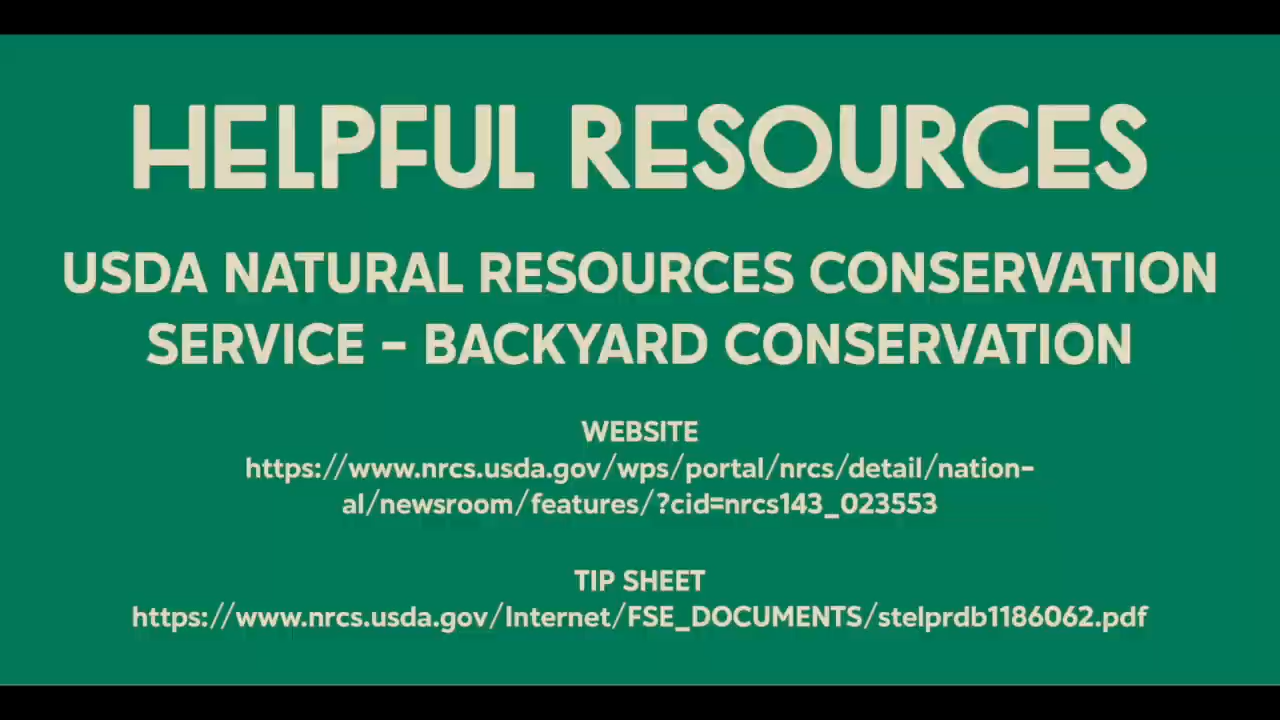 HELPFUL RESOURCES
USDA NATURAL RESOURCES CONSERVATION
SERVICE – BACKYARD CONSERVATION
WEBSITE
https://www.nrcs.usda.gov/wps/portal/nrcs/detail/nation-
al/newsroom/features/?cid=nrcs143_023553
TIP SHEET
https://www.nrcs.usda.gov/Internet/FSE_DOCUMENTS/stelprdb1186062.pdf